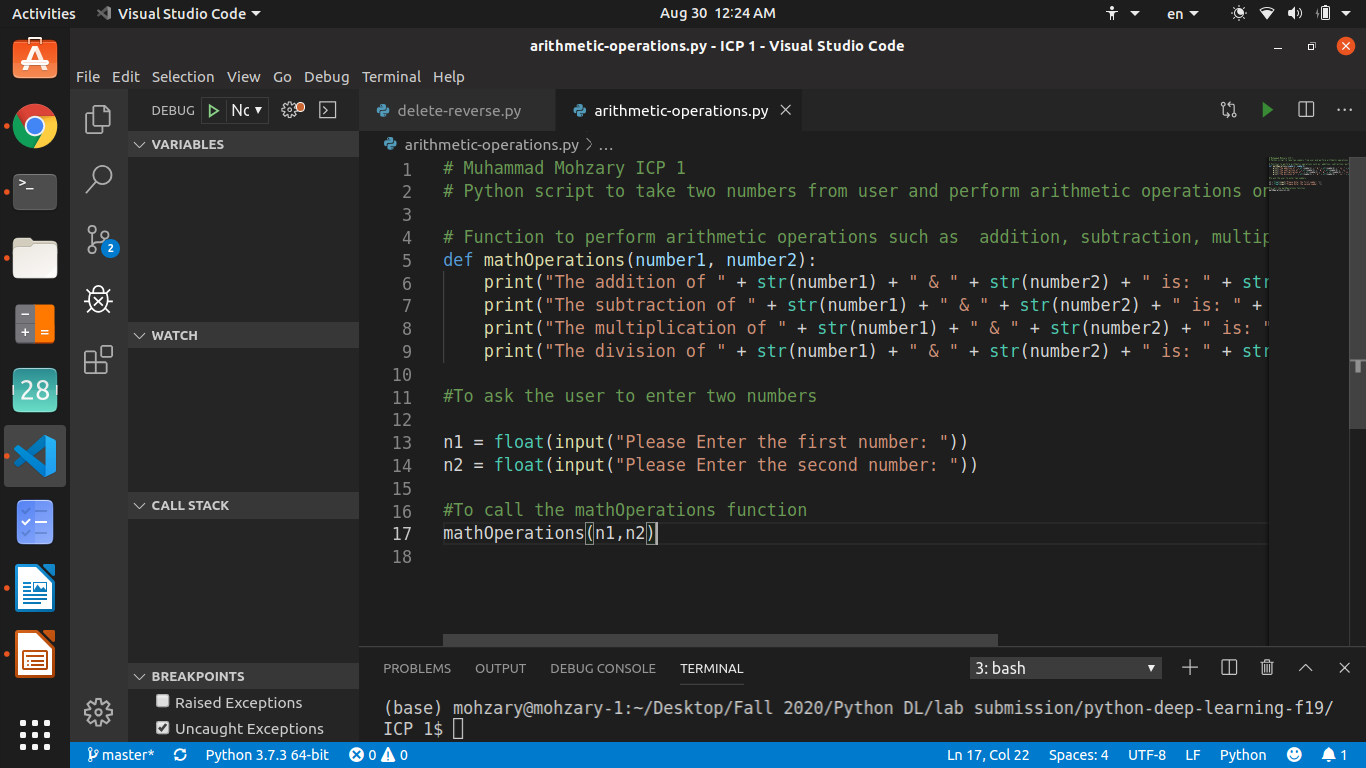 Activities Visual Studio Code Aug 30 12:24 AM en
arithmetic-operations.py - ICP 1 - Visual Studio Code
File Edit Selection View Go Debug Terminal Help
DEBUG Nc delete-reverse.py arithmetic-operations.py
VARIABLES
arithmetic-operations.py > ...
1 # Muhammad Mohzary ICP 1
2 # Python script to take two numbers from user and perform arithmetic operations
3
4 # Function to perform arithmetic operations such as  addition, subtraction, multip
5 def mathOperations(number1, number2):
6     print("The addition of " + str(number1) + " & " + str(number2) + " is: " + str
7     print("The subtraction of " + str(number1) + " & " + str(number2) + " is: " +
8     print("The multiplication of " + str(number1) + " & " + str(number2) + " is: "
9     print("The division of " + str(number1) + " & " + str(number2) + " is: " + str
10
11 #To ask the user to enter two numbers
12
13 n1 = float(input("Please Enter the first number: "))
14 n2 = float(input("Please Enter the second number: "))
15
16 #To call the mathOperations function
17 mathOperations(n1,n2)
18
2
WATCH
28
CALL STACK
BREAKPOINTS
Raised Exceptions
Uncaught Exceptions
PROBLEMS OUTPUT DEBUG CONSOLE TERMINAL 3: bash
(base) mohzary@mohzary-1:~/Desktop/Fall 2020/Python DL/lab submission/python-deep-learning-f19/
ICP 1$
master* Python 3.7.3 64-bit 0 0 Ln 17, Col 22 Spaces: 4 UTF-8 LF Python 1